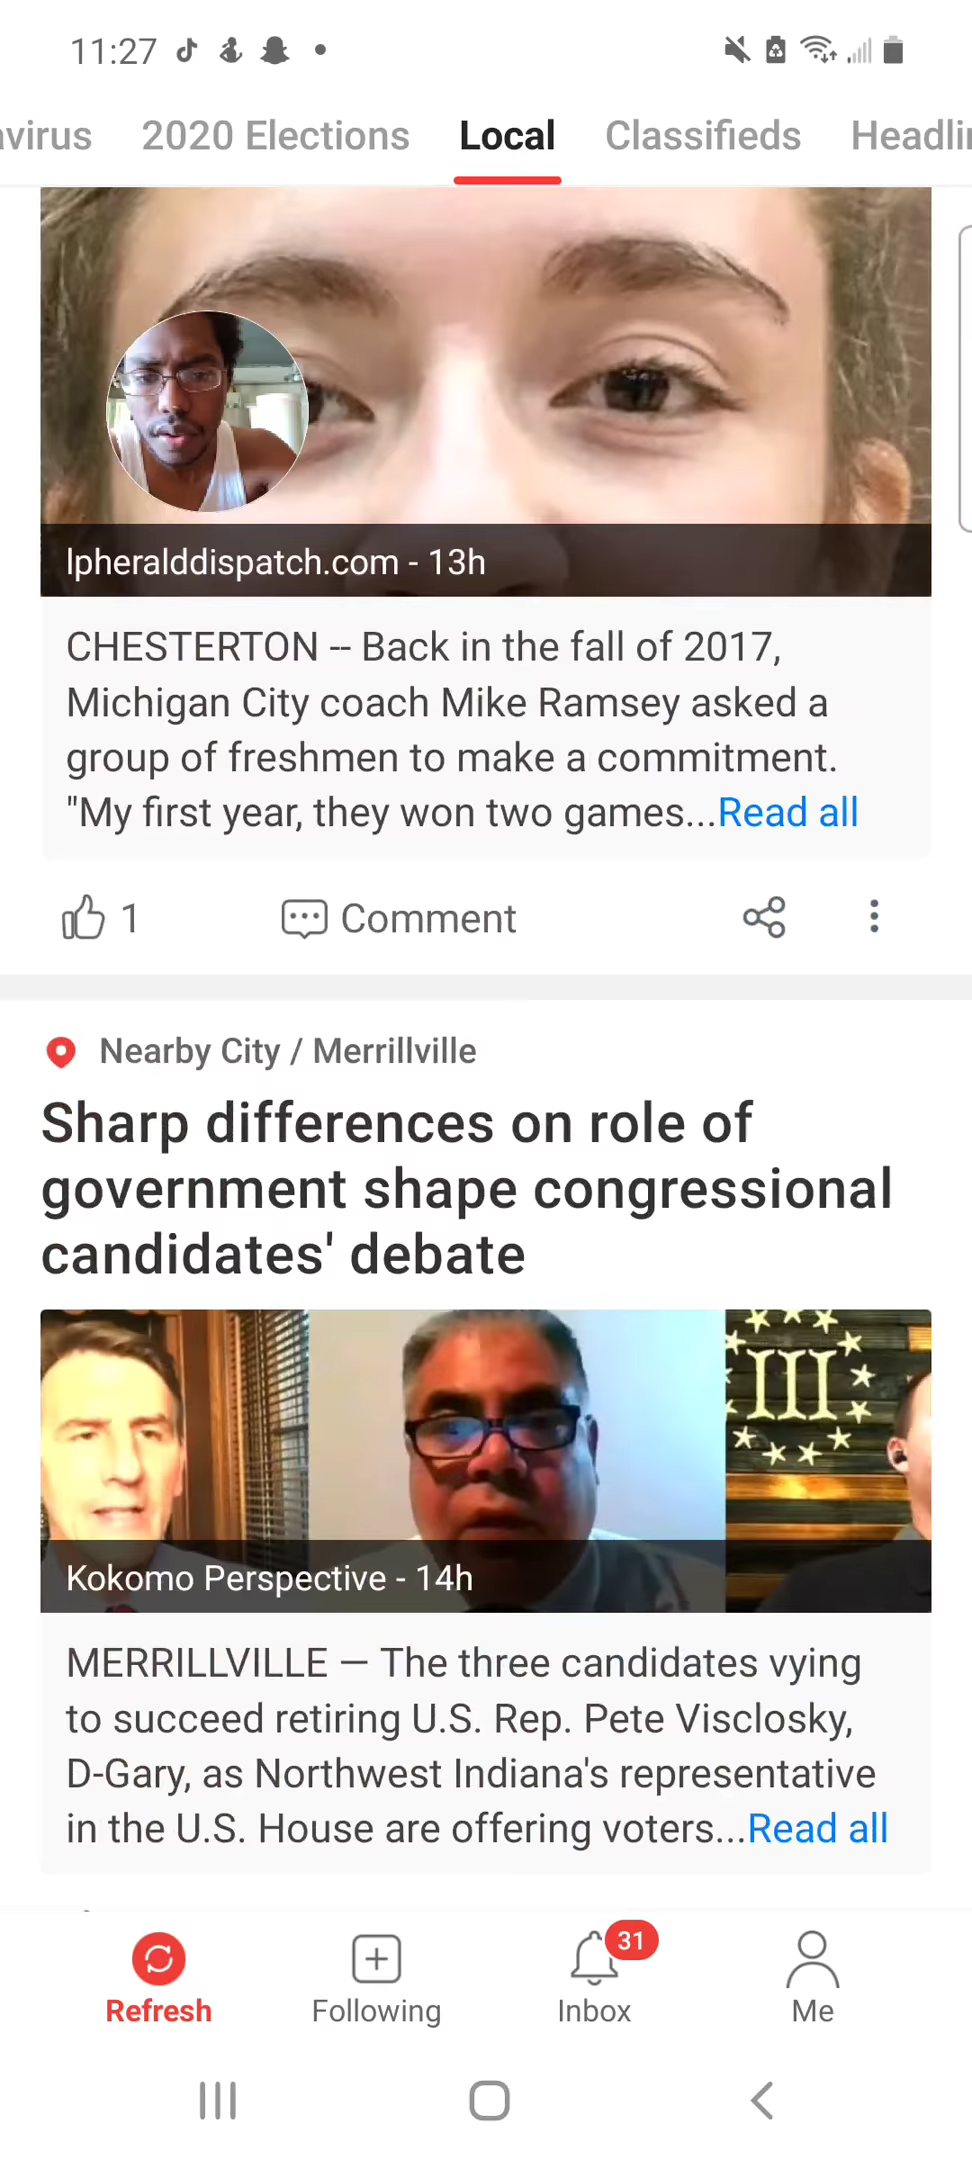 11:27
avirus 2020 Elections Local Classifieds Headlin
lpheralddispatch.com - 13h
CHESTERTON -- Back in the fall of 2017,
Michigan City coach Mike Ramsey asked a
group of freshmen to make a commitment.
"My first year, they won two games...Read all
1 Comment
Nearby City / Merrillville
Sharp differences on role of
government shape congressional
candidates' debate
III
Kokomo Perspective - 14h
MERRILLVILLE — The three candidates vying
to succeed retiring U.S. Rep. Pete Visclosky,
D-Gary, as Northwest Indiana's representative
in the U.S. House are offering voters...Read all
31
Refresh Following Inbox Me